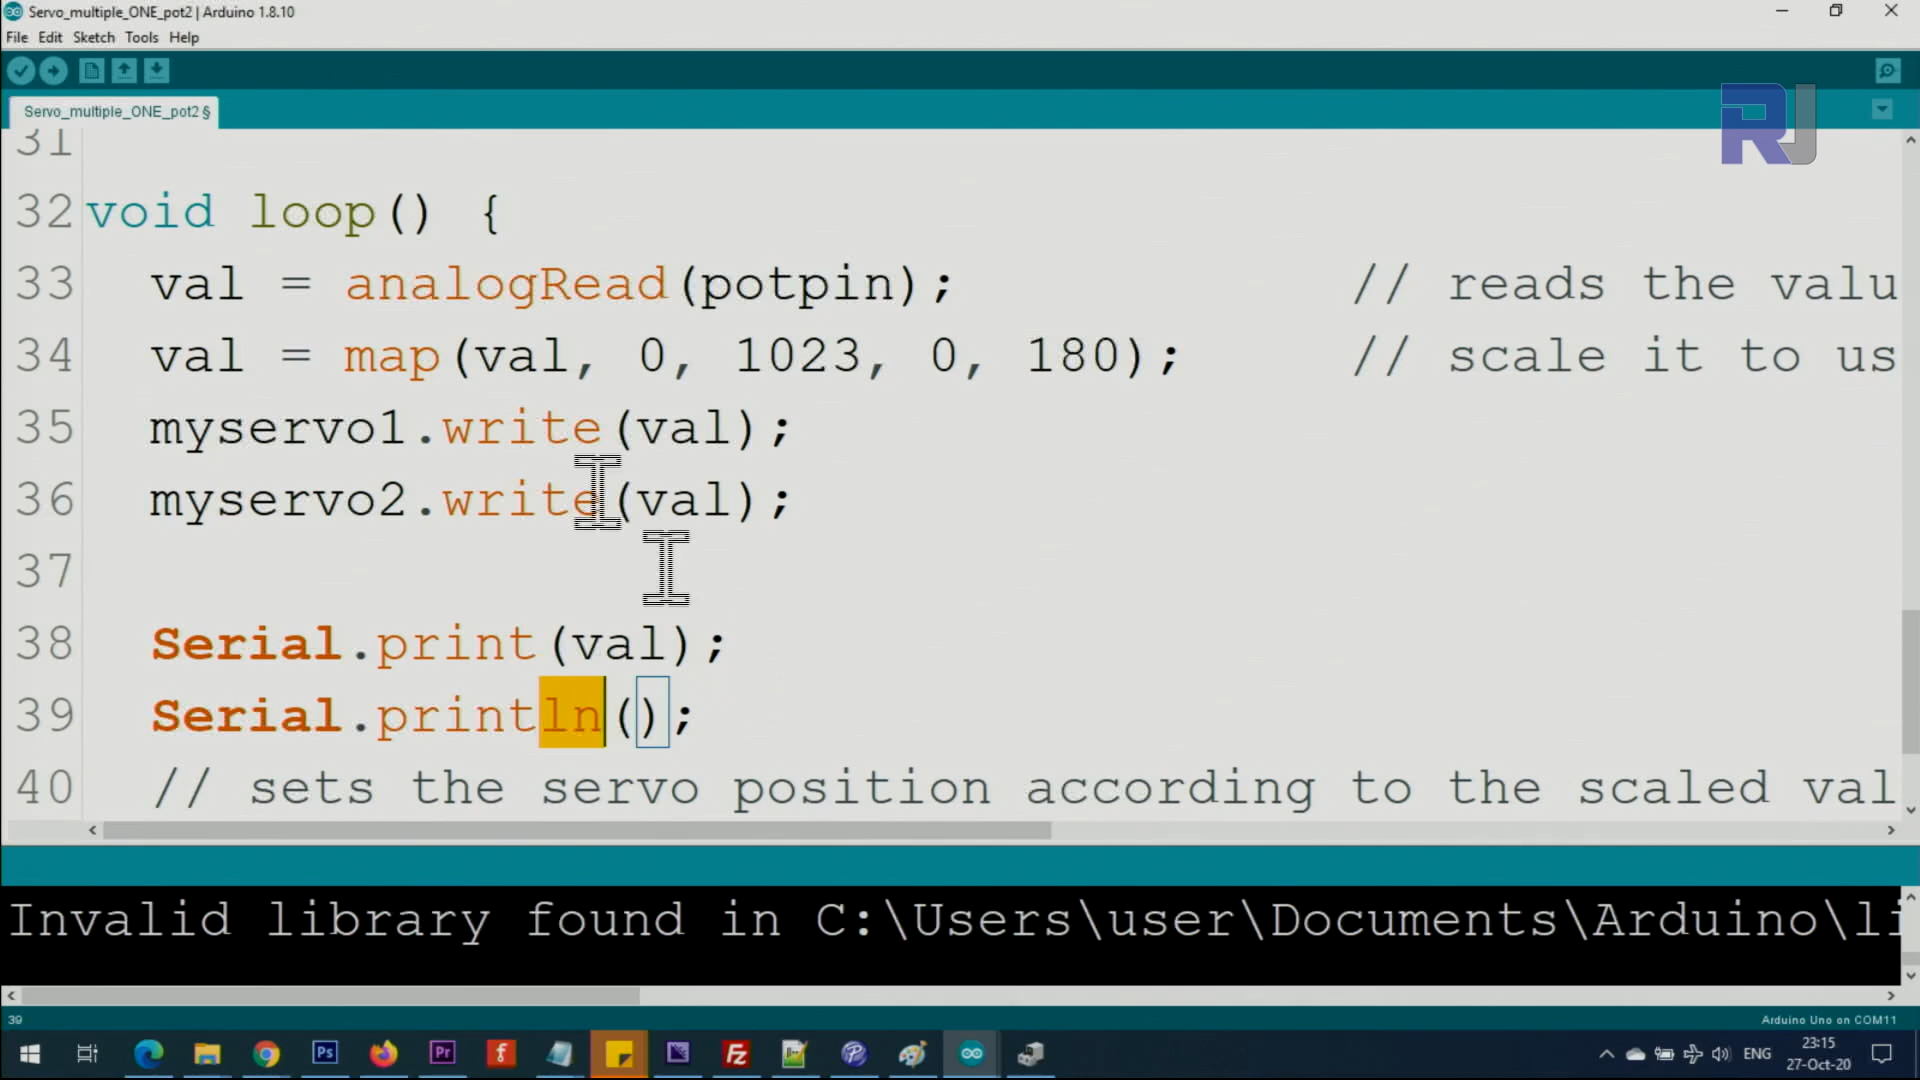 Servo_multiple_ONE_pot2 | Arduino 1.8.10
File Edit Sketch Tools Help
Servo_multiple_ONE_pot2 §
RJ
31
32 void loop() {
33 val = analogRead(potpin); // reads the valu
34 val = map(val, 0, 1023, 0, 180); // scale it to us
35 myservo1.write(val);
36 myservo2.write(val);
37
38 Serial.print(val);
39 Serial.println();
40 // sets the servo position according to the scaled val
Invalid library found in C:\Users\user\Documents\Arduino\li
39
Arduino Uno on COM11
Ps Pr f Fz
ENG
23:15
27-Oct-20